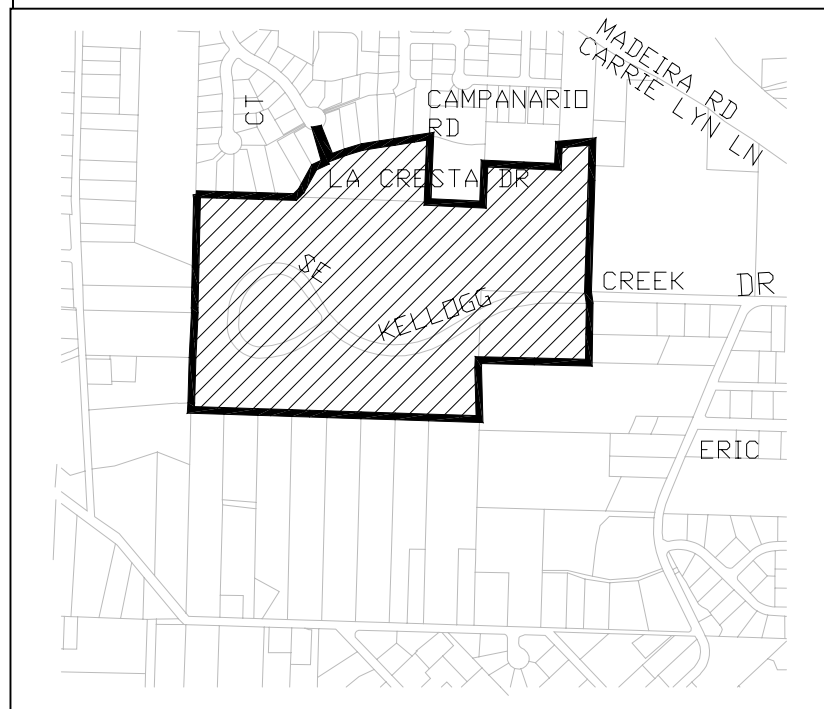 MADEIRA RD
CARRIE LYN LN
CT
CAMPANARIO
RD
LA CRESTA DR
SE
KELLOGG
CREEK DR
ERIC